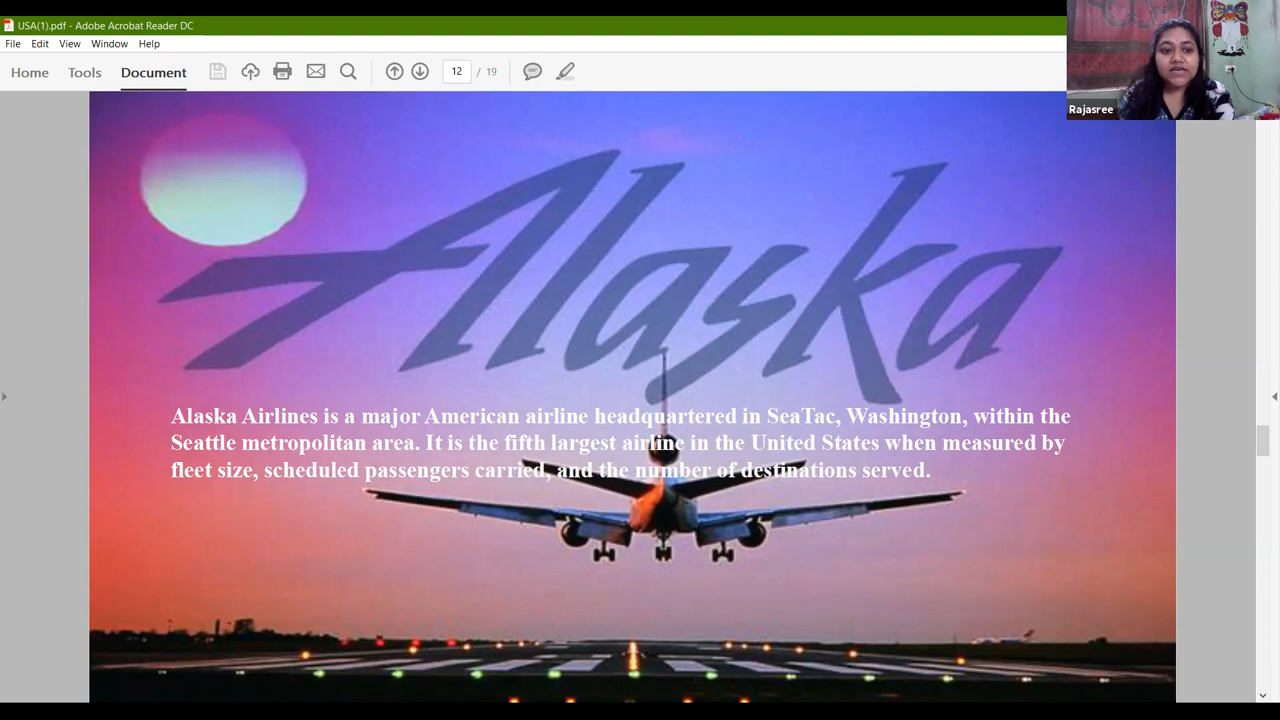 USA(1).pdf - Adobe Acrobat Reader DC
File Edit View Window Help
Home Tools Document 12 / 19
Rajasree
Alaska
Alaska Airlines is a major American airline headquartered in SeaTac, Washington, within the
Seattle metropolitan area. It is the fifth largest airline in the United States when measured by
fleet size, scheduled passengers carried, and the number of destinations served.